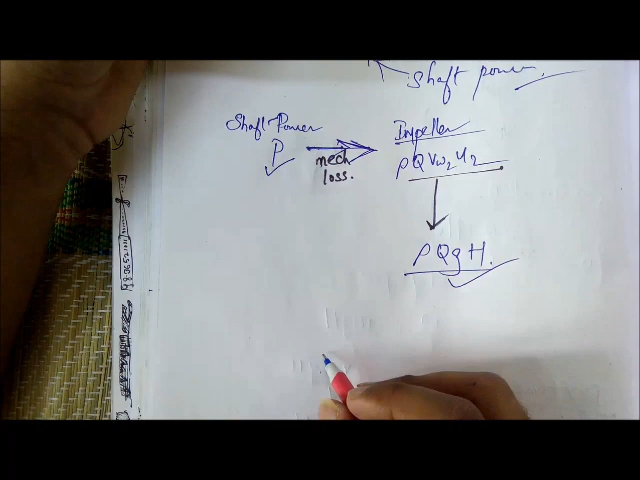 Shaft power.
Shaft Power
P
mech
loss.
Impeller
ρQVw₂U₂
ρQgH.